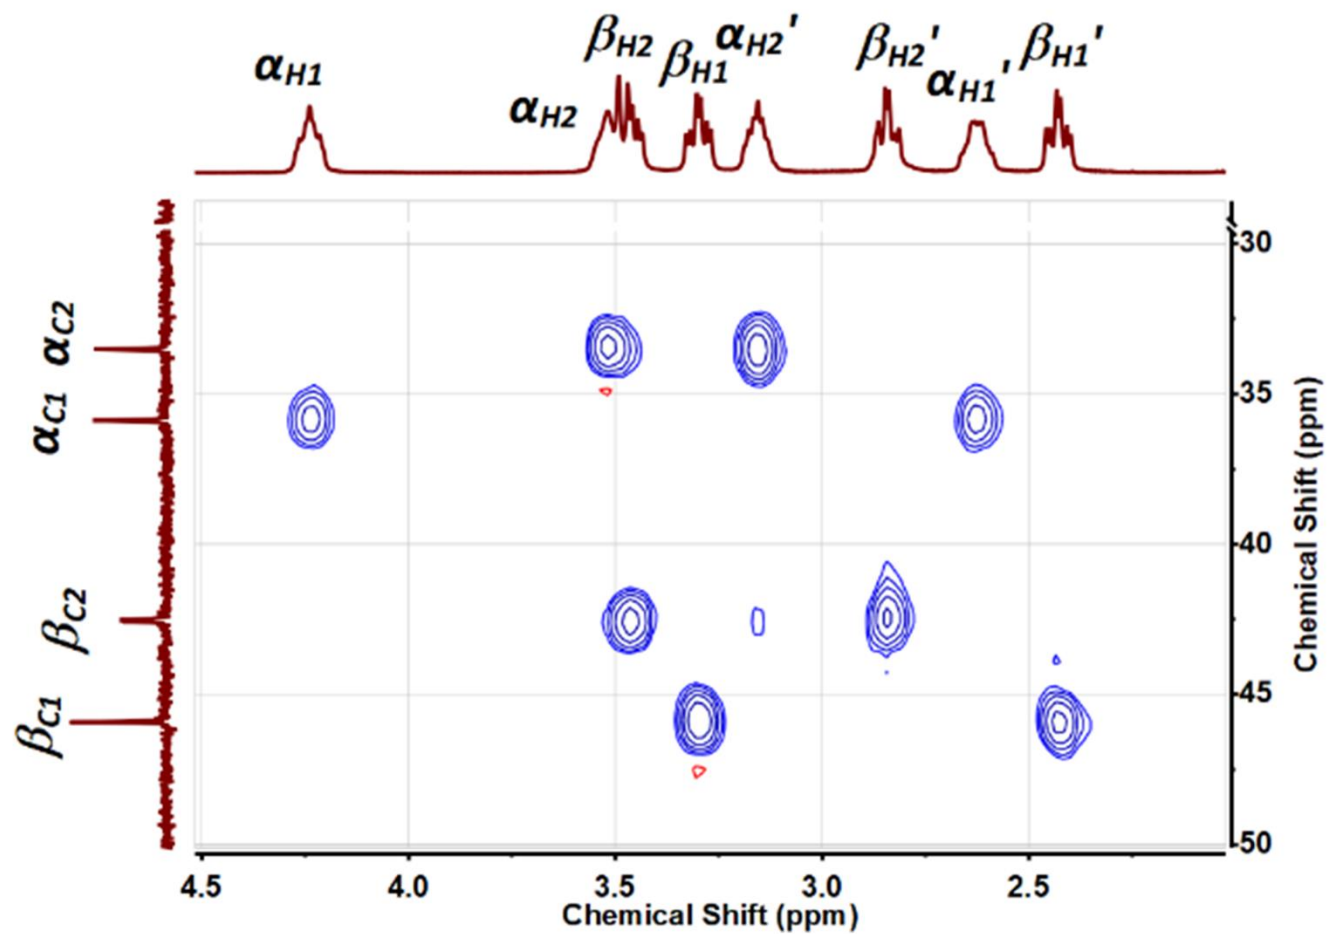 αH1
αH2
βH2
βH1
αH2'
βH2'
αH1'
βH1'
αC2
αC1
βC2
βC1
30
35
40
45
50
Chemical Shift (ppm)
4.5 4.0 3.5 3.0 2.5
Chemical Shift (ppm)